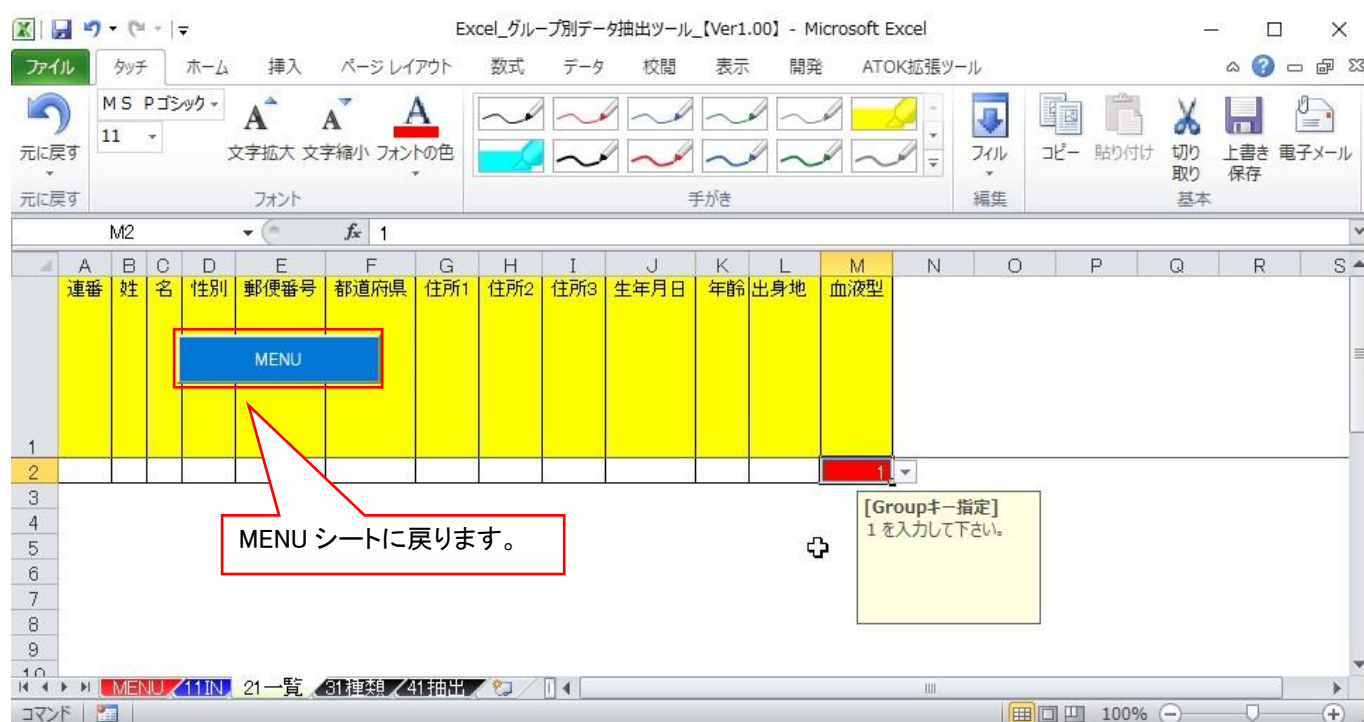 Excel_グループ別データ抽出ツール_【Ver1.00】 - Microsoft Excel
ファイル タッチ ホーム 挿入 ページ レイアウト 数式 データ 校閲 表示 開発 ATOK拡張ツール
ＭＳ Ｐゴシック
11
元に戻す 文字拡大 文字縮小 フォントの色 フィル コピー 貼り付け 切り取り 上書き保存 電子メール
元に戻す フォント 手がき 編集 基本
M2 fx 1
A B C D E F G H I J K L M N O P Q R S
連番 姓 名 性別 郵便番号 都道府県 住所1 住所2 住所3 生年月日 年齢 出身地 血液型
MENU
1
2 1
3
[Groupキー指定]
4
1 を入力して下さい。
MENU シートに戻ります。
5
6
7
8
9
10
MENU 11IN 21一覧 31種類 41抽出
コマンド 100%